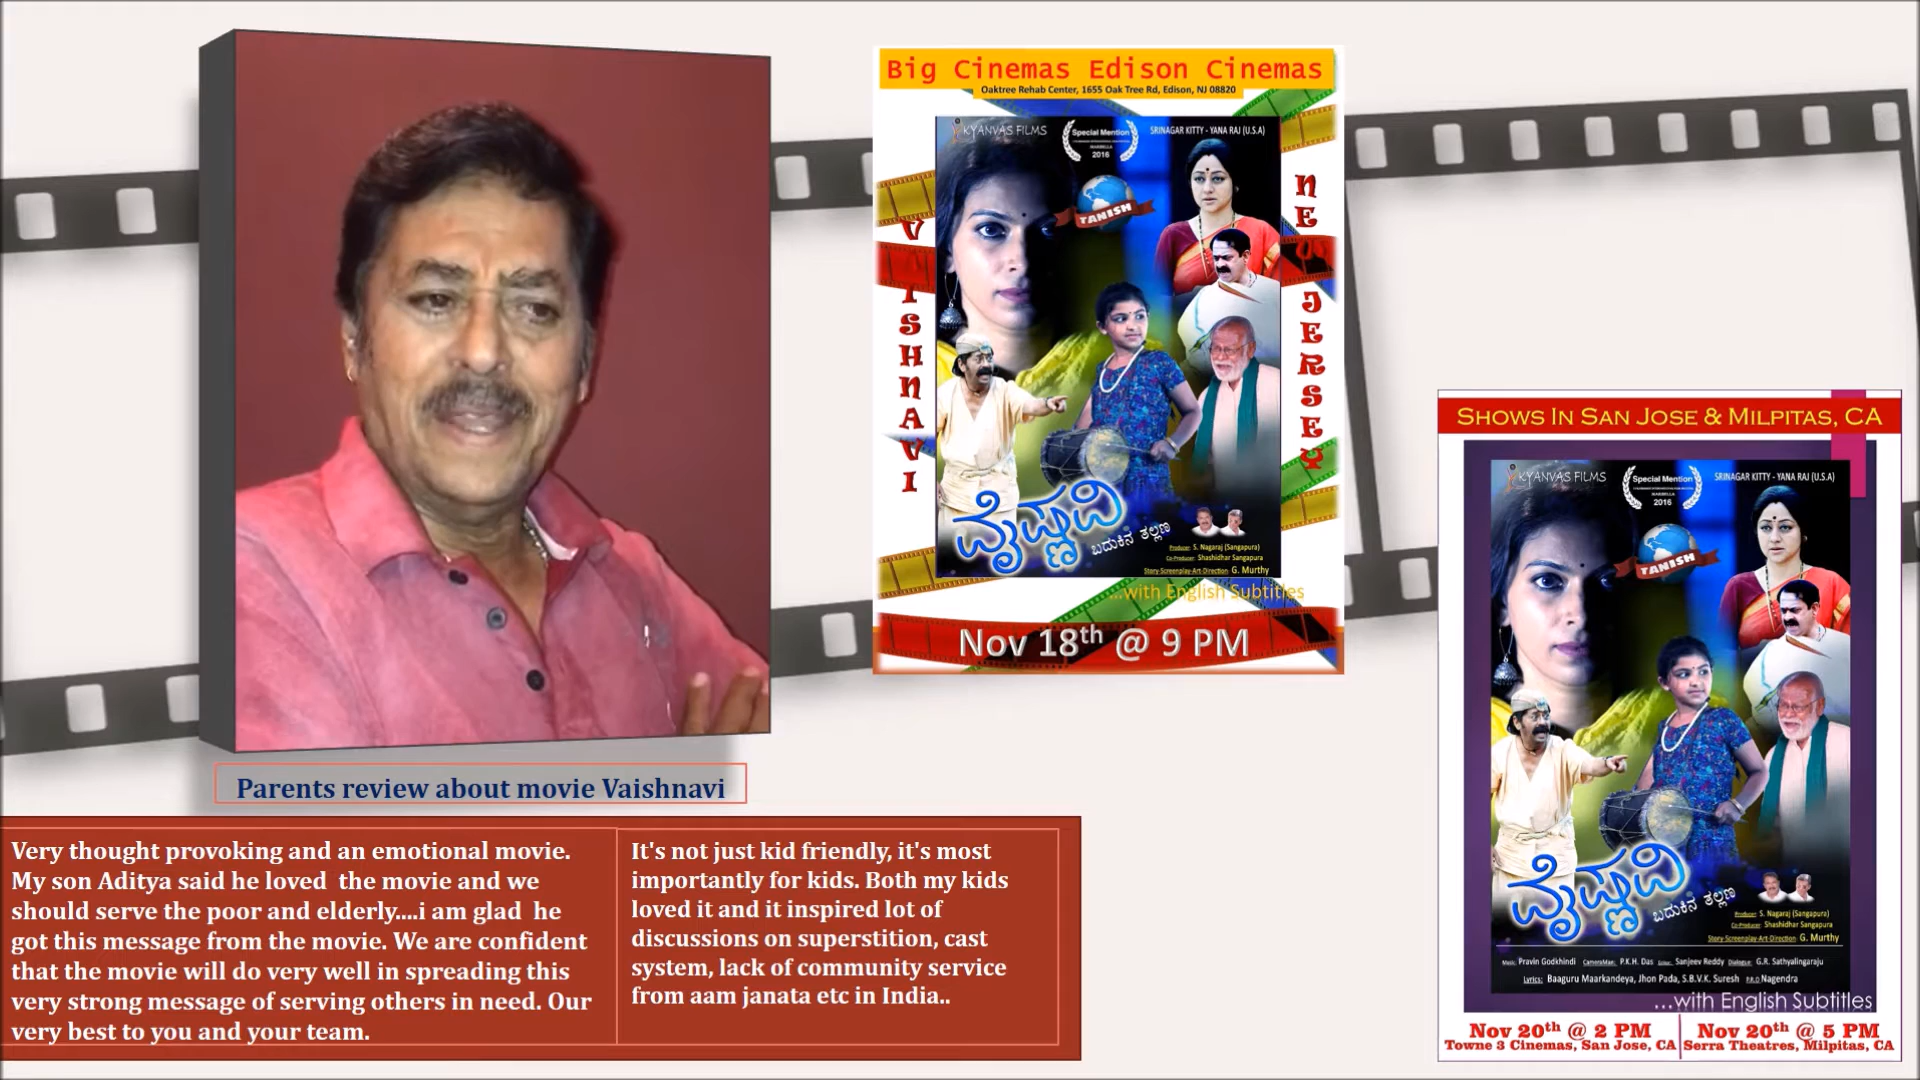 Big Cinemas Edison Cinemas
Oaktree Rehab Center, 1655 Oak Tree Rd, Edison, NJ 08820
KYANVAS FILMS
Special Mention
2016
SRINAGAR KITTY - YANA RAJ (U.S.A)
TANISH
VAISHNAVI
NEW JERSEY
ವೈಷ್ಣವಿ
ಬದುಕಿನ ತಲ್ಲಣ
Producer: S. Nagaraj (Sangapura)
Co-Producer: Shashidhar Sangapura
Story-Screenplay-Art-Direction: G. Murthy
...with English Subtitles
Nov 18th @ 9 PM
SHOWS IN SAN JOSE & MILPITAS, CA
KYANVAS FILMS
Special Mention
2016
SRINAGAR KITTY - YANA RAJ (U.S.A)
TANISH
ವೈಷ್ಣವಿ
ಬದುಕಿನ ತಲ್ಲಣ
Producer: S. Nagaraj (Sangapura)
Co-Producer: Shashidhar Sangapura
Story-Screenplay-Art-Direction: G. Murthy
Music: Pravin Godkhindi CameraMan: P.K.H. Das Editor: Sanjeev Reddy Dialogue: G.R. Sathyalingaraju
Lyrics: Baaguru Maarkandeya, Jhon Pada, S.B.V.K. Suresh P.R.O Nagendra
...with English Subtitles
Nov 20th @ 2 PM
Towne 3 Cinemas, San Jose, CA
Nov 20th @ 5 PM
Serra Theatres, Milpitas, CA
Parents review about movie Vaishnavi
Very thought provoking and an emotional movie.
My son Aditya said he loved the movie and we
should serve the poor and elderly....i am glad he
got this message from the movie. We are confident
that the movie will do very well in spreading this
very strong message of serving others in need. Our
very best to you and your team.
It's not just kid friendly, it's most
importantly for kids. Both my kids
loved it and it inspired lot of
discussions on superstition, cast
system, lack of community service
from aam janata etc in India..